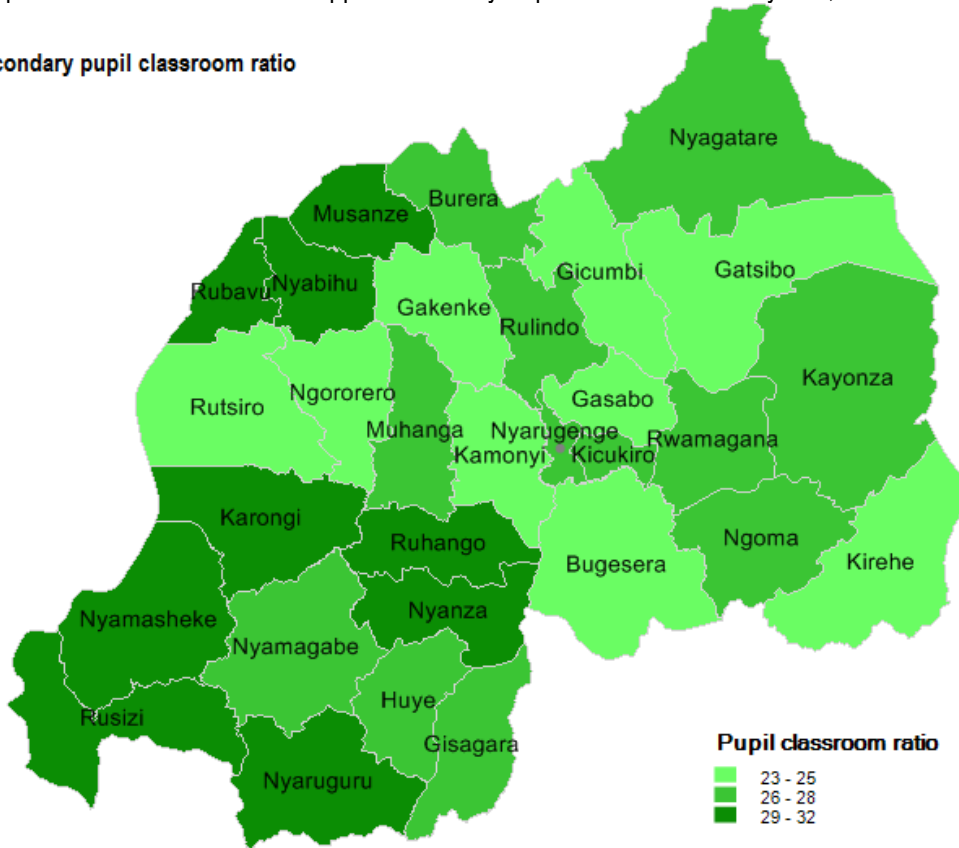 condary pupil classroom ratio
Nyagatare
Burera
Musanze
Gicumbi
Gatsibo
Rubavu
Nyabihu
Gakenke
Rulindo
Kayonza
Ngororero
Rutsiro
Gasabo
Muhanga
Nyarugenge
Rwamagana
Kamonyi
Kicukiro
Karongi
Ruhango
Ngoma
Bugesera
Kirehe
Nyamasheke
Nyanza
Nyamagabe
Huye
Rusizi
Gisagara
Nyaruguru
Pupil classroom ratio
23 - 25
26 - 28
29 - 32